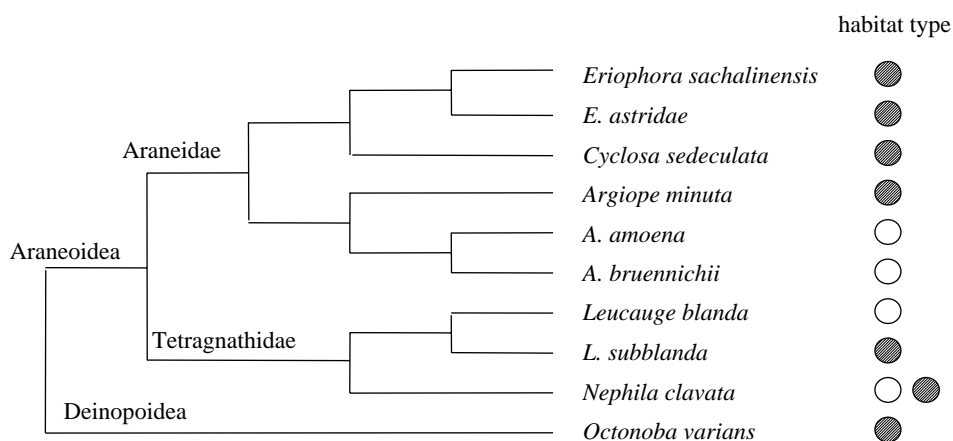 habitat type
Eriophora sachalinensis
E. astridae
Araneidae
Cyclosa sedeculata
Argiope minuta
A. amoena
Araneoidea
A. bruennichii
Leucauge blanda
Tetragnathidae
L. subblanda
Nephila clavata
Deinopoidea
Octonoba varians